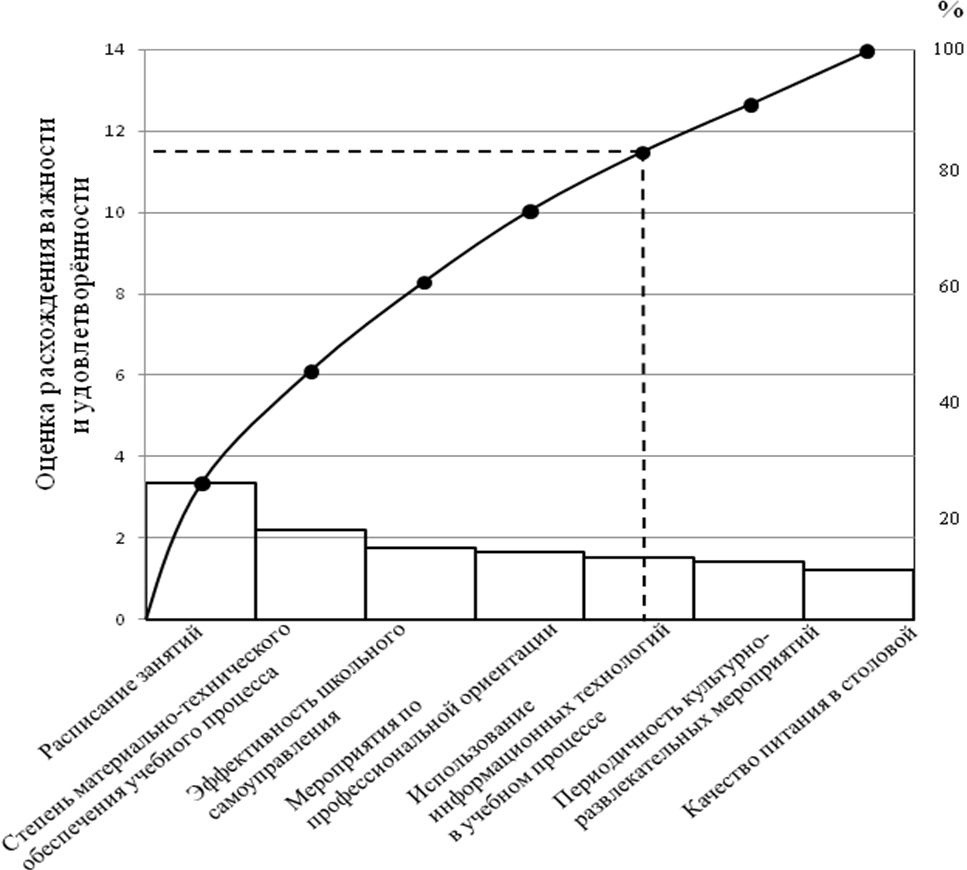 %
14
12
10
8
6
4
2
0
100
80
60
40
20
Оценка расхождения важности
и удовлетворённости
Расписание занятий
Степень материально-технического
обеспечения учебного процесса
Эффективность школьного
самоуправления
Мероприятия по
профессиональной ориентации
Использование
информационных технологий
в учебном процессе
Периодичность культурно-
развлекательных мероприятий
Качество питания в столовой